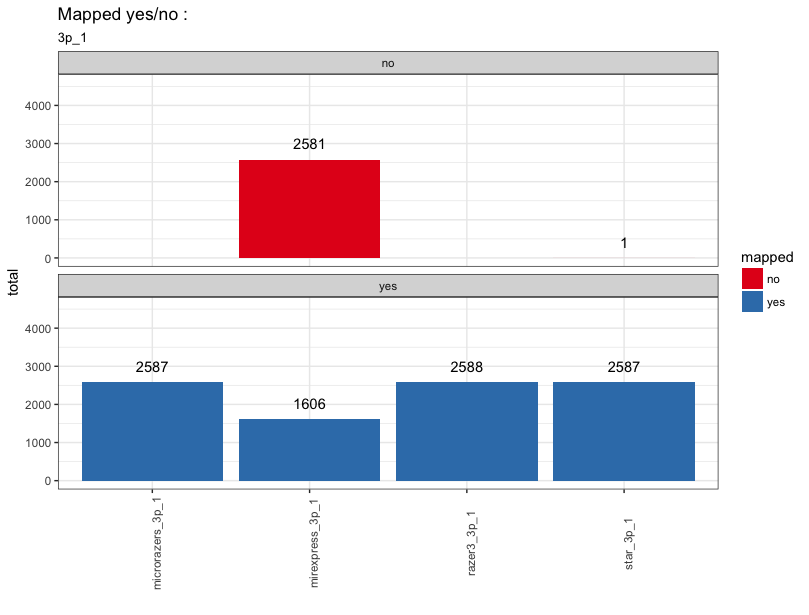 Mapped yes/no :
3p_1
no
4000
3000
2000
1000
0
2581
1
yes
4000
3000
2000
1000
0
2587
1606
2588
2587
total
microrazers_3p_1
mirexpress_3p_1
razer3_3p_1
star_3p_1
mapped
no
yes